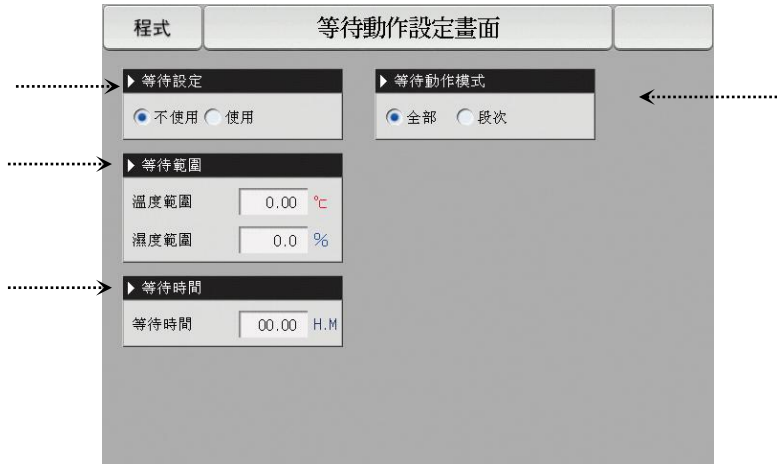 程式
等待動作設定畫面
▶ 等待設定
不使用 使用
▶ 等待動作模式
全部 段次
▶ 等待範圍
溫度範圍 0.00 ℃
濕度範圍 0.0 %
▶ 等待時間
等待時間 00.00 H.M